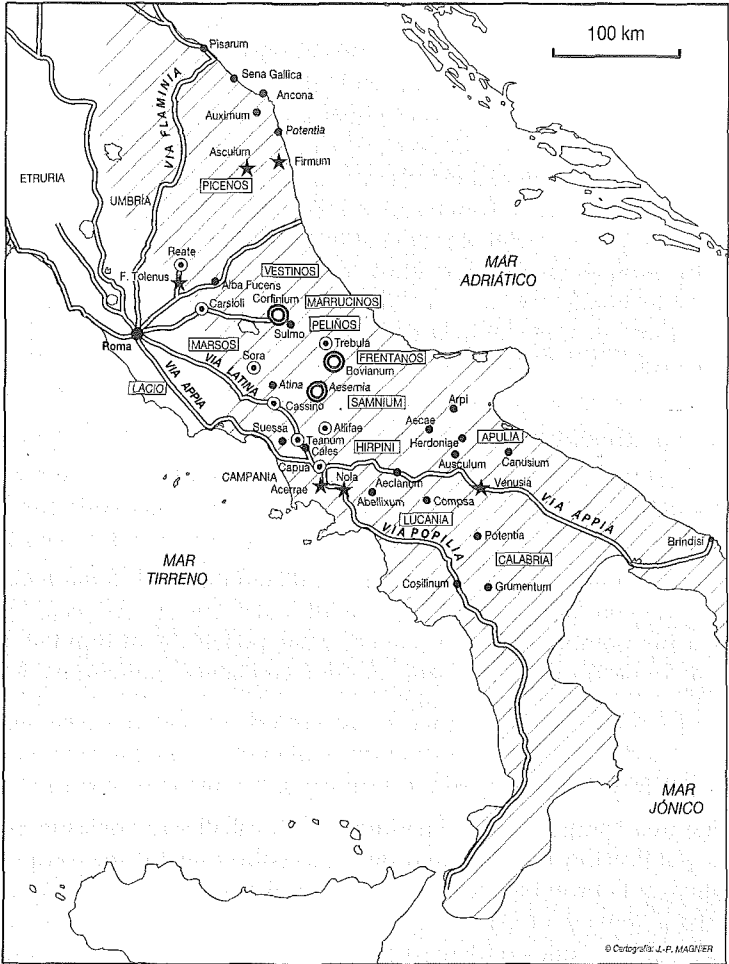 100 km
Pisarum
Sena Gallica
Ancona
Auximum
VIA FLAMINIA
Potentia
Asculum
Firmum
PICENOS
ETRURIA
UMBRÍA
MAR
ADRIÁTICO
Reate
F. Tolenus
VESTINOS
Alba Fucens
Corfinium
MARRUCINOS
Carsioli
PELIÑOS
Sulmo
Roma
MARSOS
Trebula
VIA LATINA
Sora
FRENTANOS
Bovianum
LACIO
VIA APPIA
Atina
Aesernia
SAMNIUM
Cassino
Arpi
Allifae
Aecae
Suessa
Teanum
HIRPINI
Herdoniae
APULIA
Cales
Ausculum
Canusium
Capua
CAMPANIA
Nola
Aeclanum
Acerrae
Abellixum
Compsa
Venusia
VIA APPIA
LUCANIA
VIA POPILIA
Potentia
Brindisi
MAR
TIRRENO
CALABRIA
Cosilinum
Grumentum
MAR
JÓNICO
© Cartografía: J.-P. MAGNIER